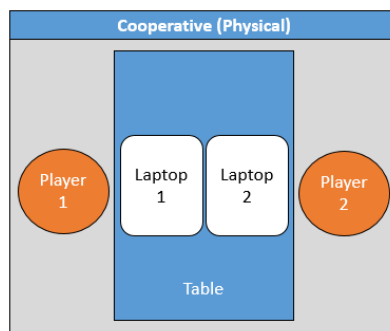 Cooperative (Physical)
Player
1
Laptop
1
Laptop
2
Player
2
Table